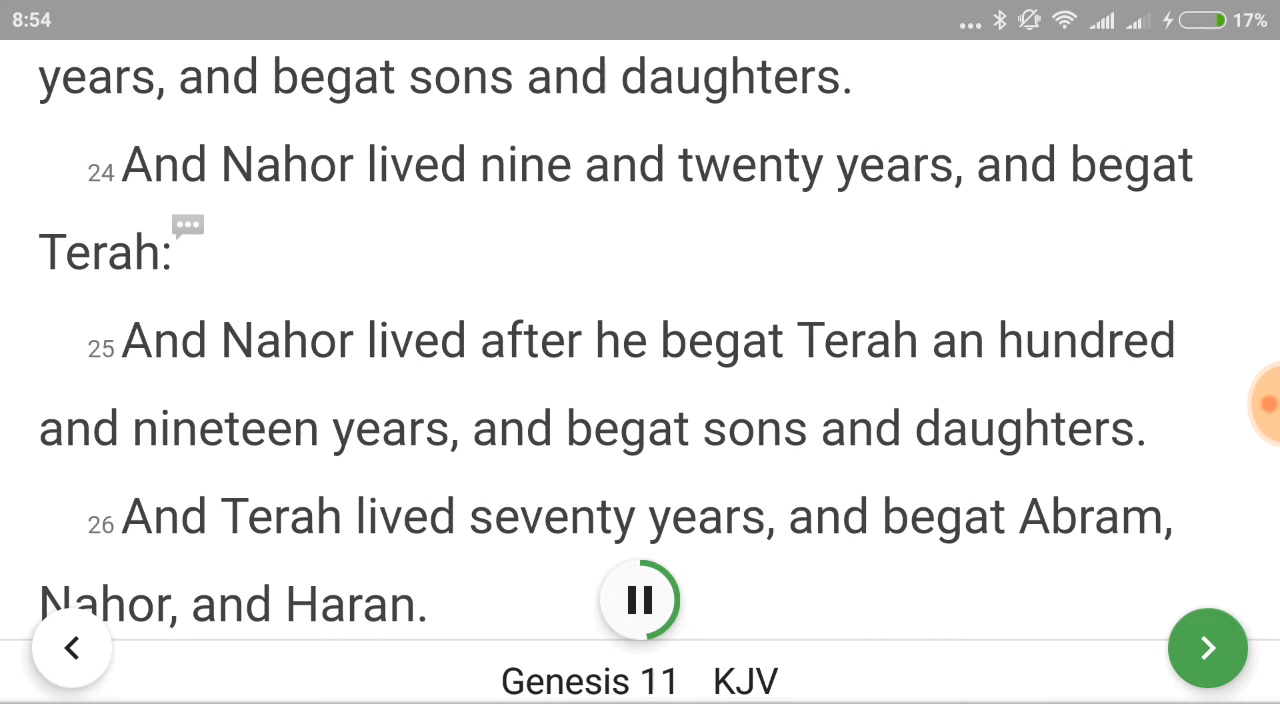 8:54
17%
years, and begat sons and daughters.
24 And Nahor lived nine and twenty years, and begat
Terah:
25 And Nahor lived after he begat Terah an hundred
and nineteen years, and begat sons and daughters.
26 And Terah lived seventy years, and begat Abram,
Nahor, and Haran.
Genesis 11 KJV